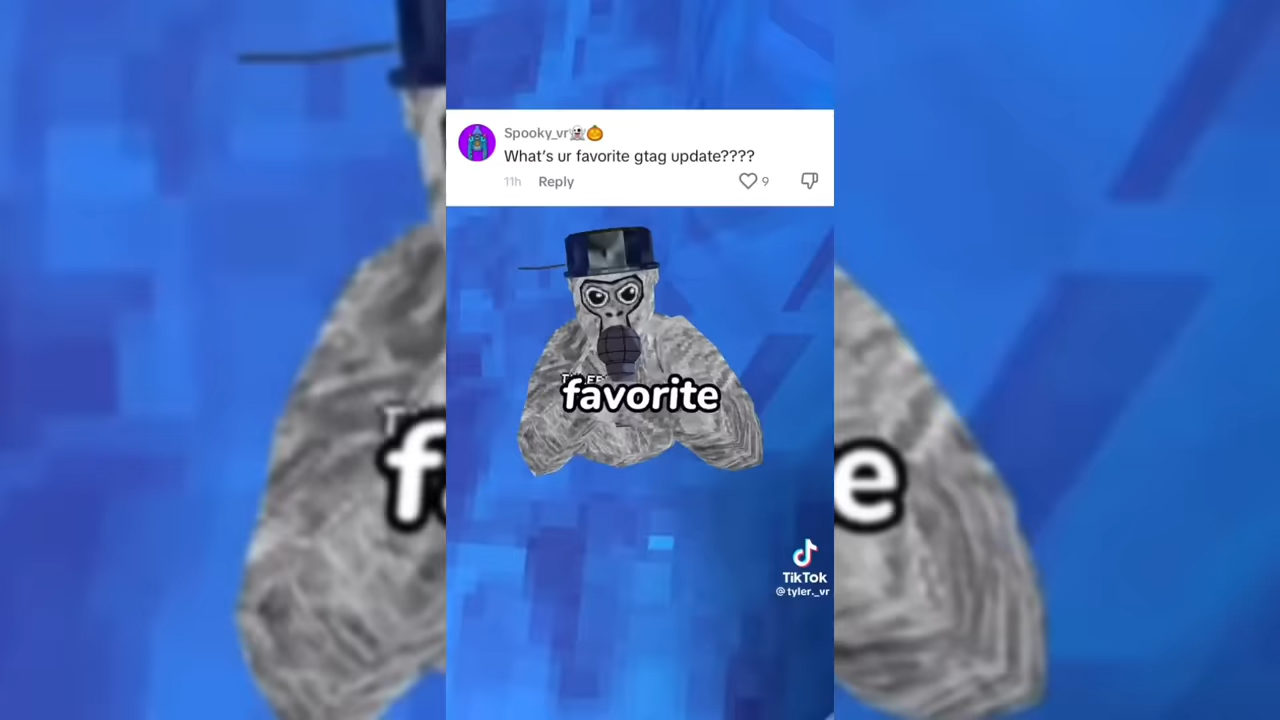 Spooky_vr👻🎃
What's ur favorite gtag update????
11h Reply 9
favorite
TikTok
@tyler._vr